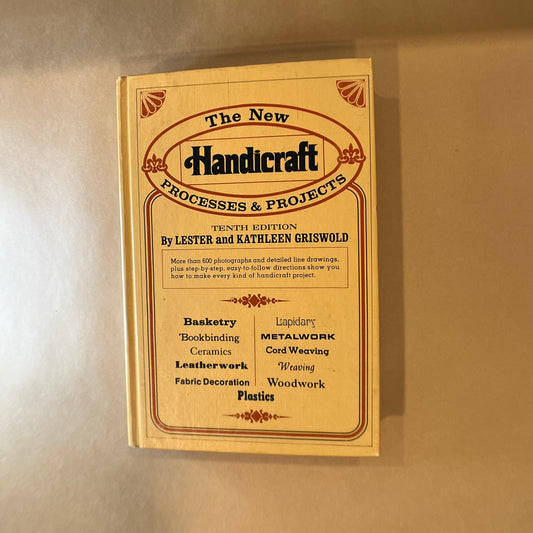 The New
Handicraft
PROCESSES & PROJECTS
TENTH EDITION
By LESTER and KATHLEEN GRISWOLD
More than 600 photographs and detailed line drawings,
plus step-by-step, easy-to-follow directions show you
how to make every kind of handicraft project.
Basketry
Bookbinding
Ceramics
Leatherwork
Fabric Decoration
Lapidary
METALWORK
Cord Weaving
Weaving
Woodwork
Plastics